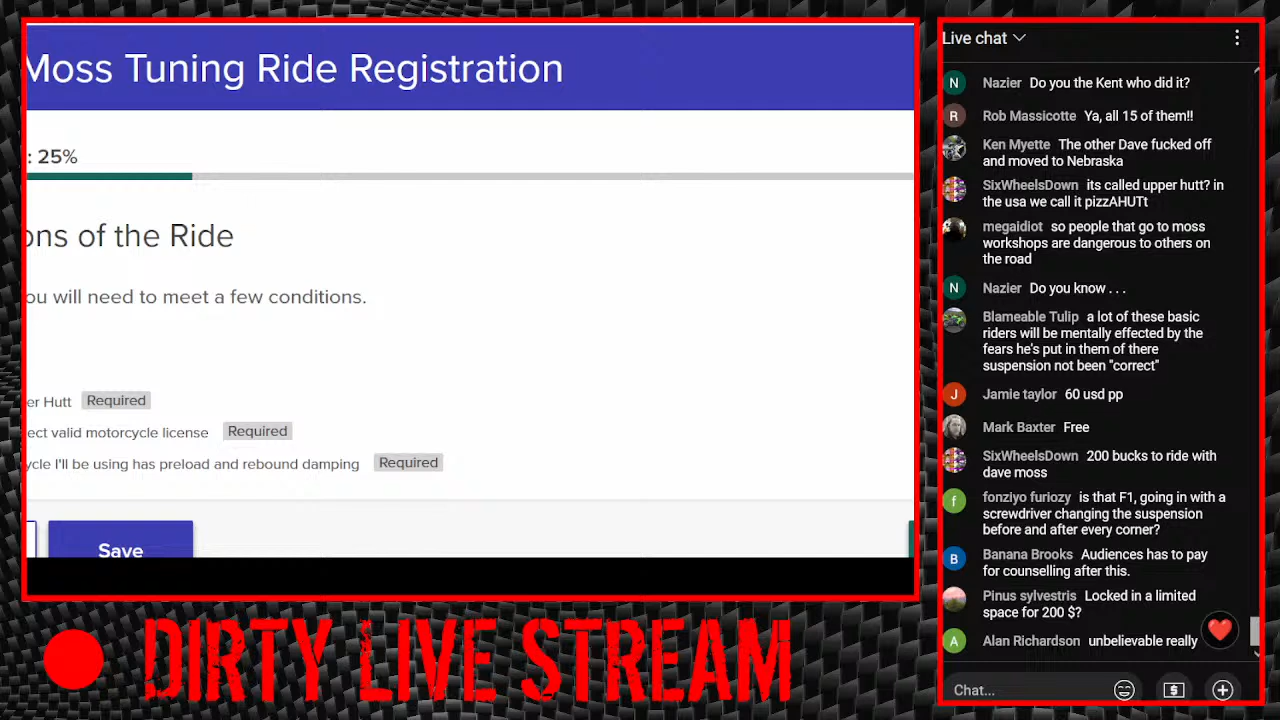 Moss Tuning Ride Registration
: 25%
ons of the Ride
ou will need to meet a few conditions.
er Hutt Required
ect valid motorcycle license Required
ycle I'll be using has preload and rebound damping Required
Save
DIRTY LIVE STREAM
Live chat
N Nazier Do you the Kent who did it?
R Rob Massicotte Ya, all 15 of them!!
Ken Myette The other Dave fucked off
and moved to Nebraska
SixWheelsDown its called upper hutt? in
the usa we call it pizzAHUTt
megaidiot so people that go to moss
workshops are dangerous to others on
the road
N Nazier Do you know . . .
Blameable Tulip a lot of these basic
riders will be mentally effected by the
fears he's put in them of there
suspension not been "correct"
J Jamie taylor 60 usd pp
Mark Baxter Free
SixWheelsDown 200 bucks to ride with
dave moss
f fonziyo furiozy is that F1, going in with a
screwdriver changing the suspension
before and after every corner?
B Banana Brooks Audiences has to pay
for counselling after this.
Pinus sylvestris Locked in a limited
space for 200 $?
A Alan Richardson unbelievable really
Chat...